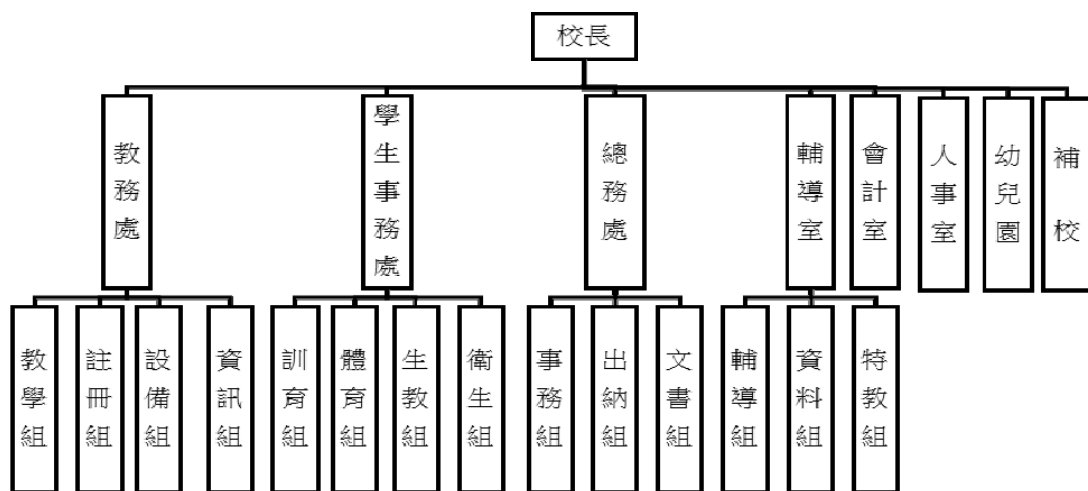 校長
教務處
學生事務處
總務處
輔導室
會計室
人事室
幼兒園
補校
教學組
註冊組
設備組
資訊組
訓育組
體育組
生教組
衛生組
事務組
出納組
文書組
輔導組
資料組
特教組